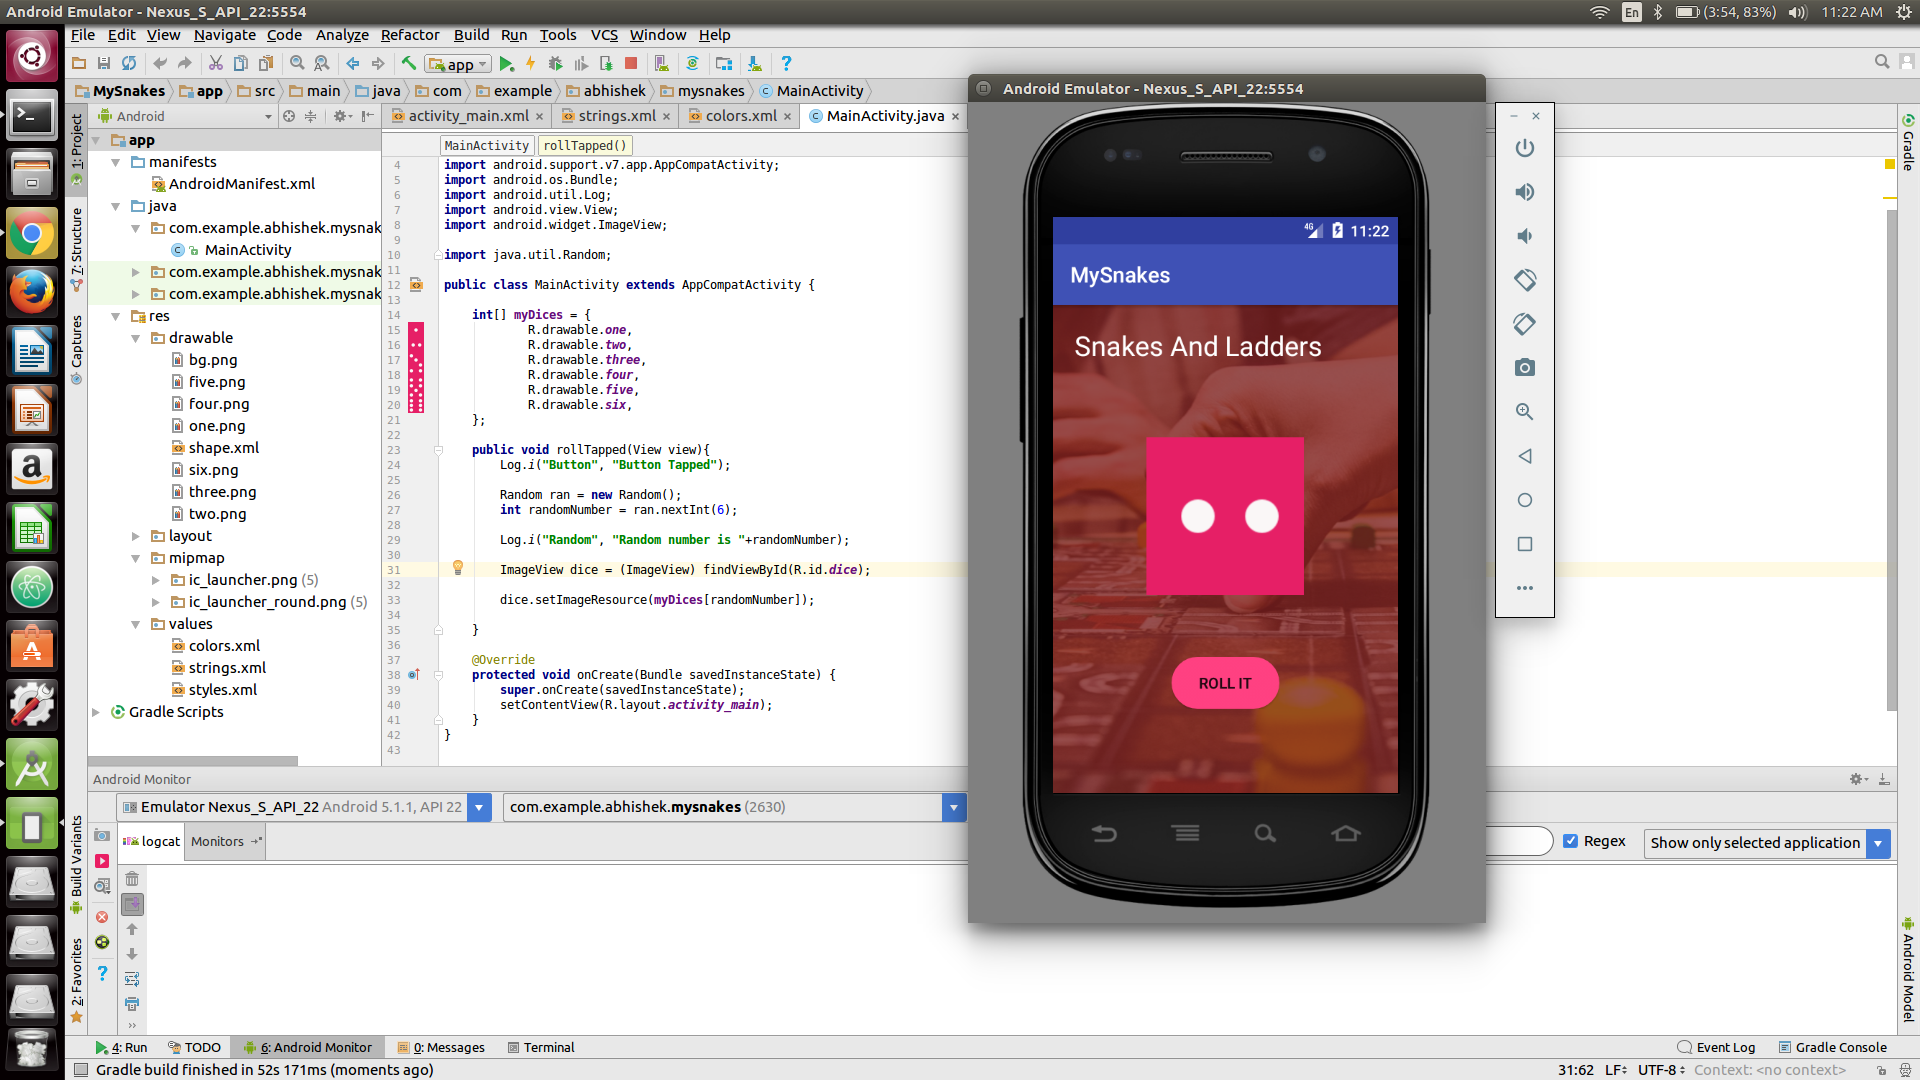 Android Emulator - Nexus_S_API_22:5554
En (3:54, 83%) 11:22 AM
File Edit View Navigate Code Analyze Refactor Build Run Tools VCS Window Help
app
MySnakes app src main java com example abhishek mysnakes MainActivity
Android
activity_main.xml strings.xml colors.xml MainActivity.java
MainActivity rollTapped()
1: Project
7: Structure
Captures
Build Variants
2: Favorites
app
manifests
AndroidManifest.xml
java
com.example.abhishek.mysnak
MainActivity
com.example.abhishek.mysnak
com.example.abhishek.mysnak
res
drawable
bg.png
five.png
four.png
one.png
shape.xml
six.png
three.png
two.png
layout
mipmap
ic_launcher.png (5)
ic_launcher_round.png (5)
values
colors.xml
strings.xml
styles.xml
Gradle Scripts
4 import android.support.v7.app.AppCompatActivity;
5 import android.os.Bundle;
6 import android.util.Log;
7 import android.view.View;
8 import android.widget.ImageView;
9
10 import java.util.Random;
11
12 public class MainActivity extends AppCompatActivity {
13
14 int[] myDices = {
15 R.drawable.one,
16 R.drawable.two,
17 R.drawable.three,
18 R.drawable.four,
19 R.drawable.five,
20 R.drawable.six,
21 };
22
23 public void rollTapped(View view){
24 Log.i("Button", "Button Tapped");
25
26 Random ran = new Random();
27 int randomNumber = ran.nextInt(6);
28
29 Log.i("Random", "Random number is "+randomNumber);
30
31 ImageView dice = (ImageView) findViewById(R.id.dice);
32
33 dice.setImageResource(myDices[randomNumber]);
34
35 }
36
37 @Override
38 protected void onCreate(Bundle savedInstanceState) {
39 super.onCreate(savedInstanceState);
40 setContentView(R.layout.activity_main);
41 }
42 }
43
Android Emulator - Nexus_S_API_22:5554
4G 11:22
MySnakes
Snakes And Ladders
ROLL IT
Gradle
Android Model
Android Monitor
Emulator Nexus_S_API_22 Android 5.1.1, API 22
com.example.abhishek.mysnakes (2630)
logcat Monitors
Regex Show only selected application
4: Run TODO 6: Android Monitor 0: Messages Terminal Event Log Gradle Console
Gradle build finished in 52s 171ms (moments ago) 31:62 LF UTF-8 Context: <no context>